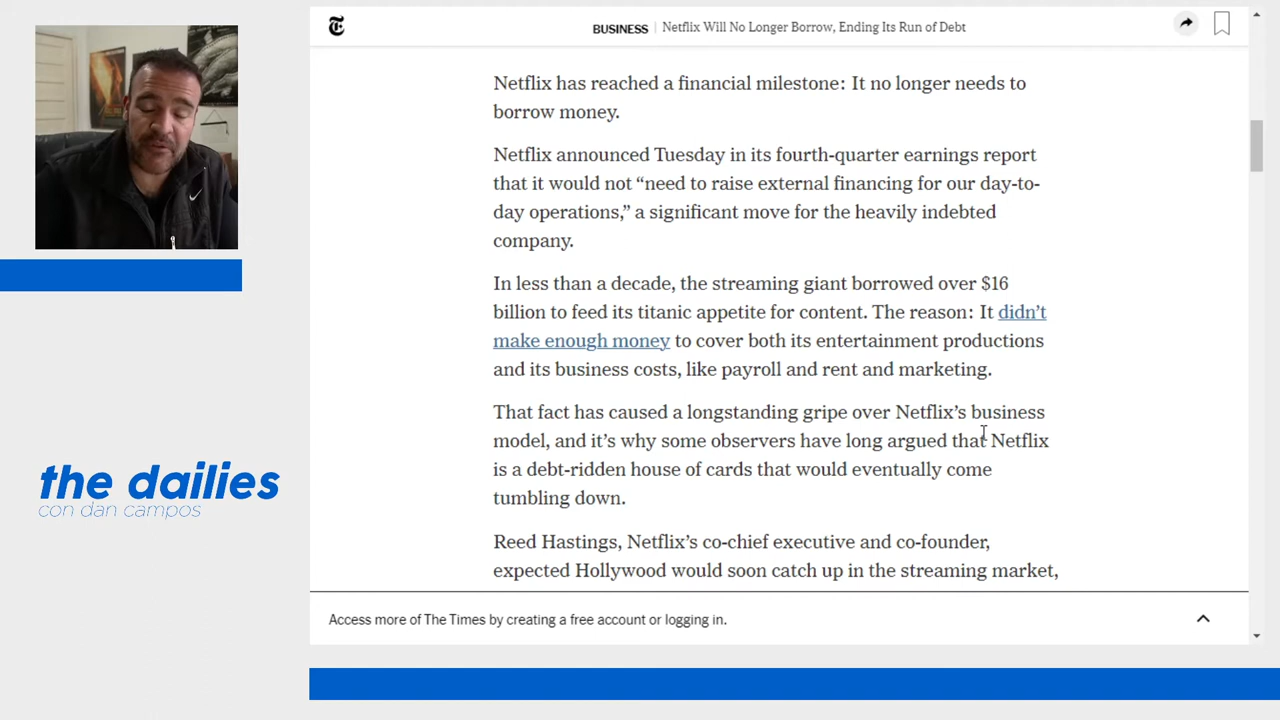 BUSINESS | Netflix Will No Longer Borrow, Ending Its Run of Debt
Netflix has reached a financial milestone: It no longer needs to
borrow money.
Netflix announced Tuesday in its fourth-quarter earnings report
that it would not “need to raise external financing for our day-to-
day operations,” a significant move for the heavily indebted
company.
In less than a decade, the streaming giant borrowed over $16
billion to feed its titanic appetite for content. The reason: It didn’t
make enough money to cover both its entertainment productions
and its business costs, like payroll and rent and marketing.
That fact has caused a longstanding gripe over Netflix’s business
model, and it’s why some observers have long argued that Netflix
is a debt-ridden house of cards that would eventually come
tumbling down.
Reed Hastings, Netflix’s co-chief executive and co-founder,
expected Hollywood would soon catch up in the streaming market,
Access more of The Times by creating a free account or logging in.
the dailies
con dan campos